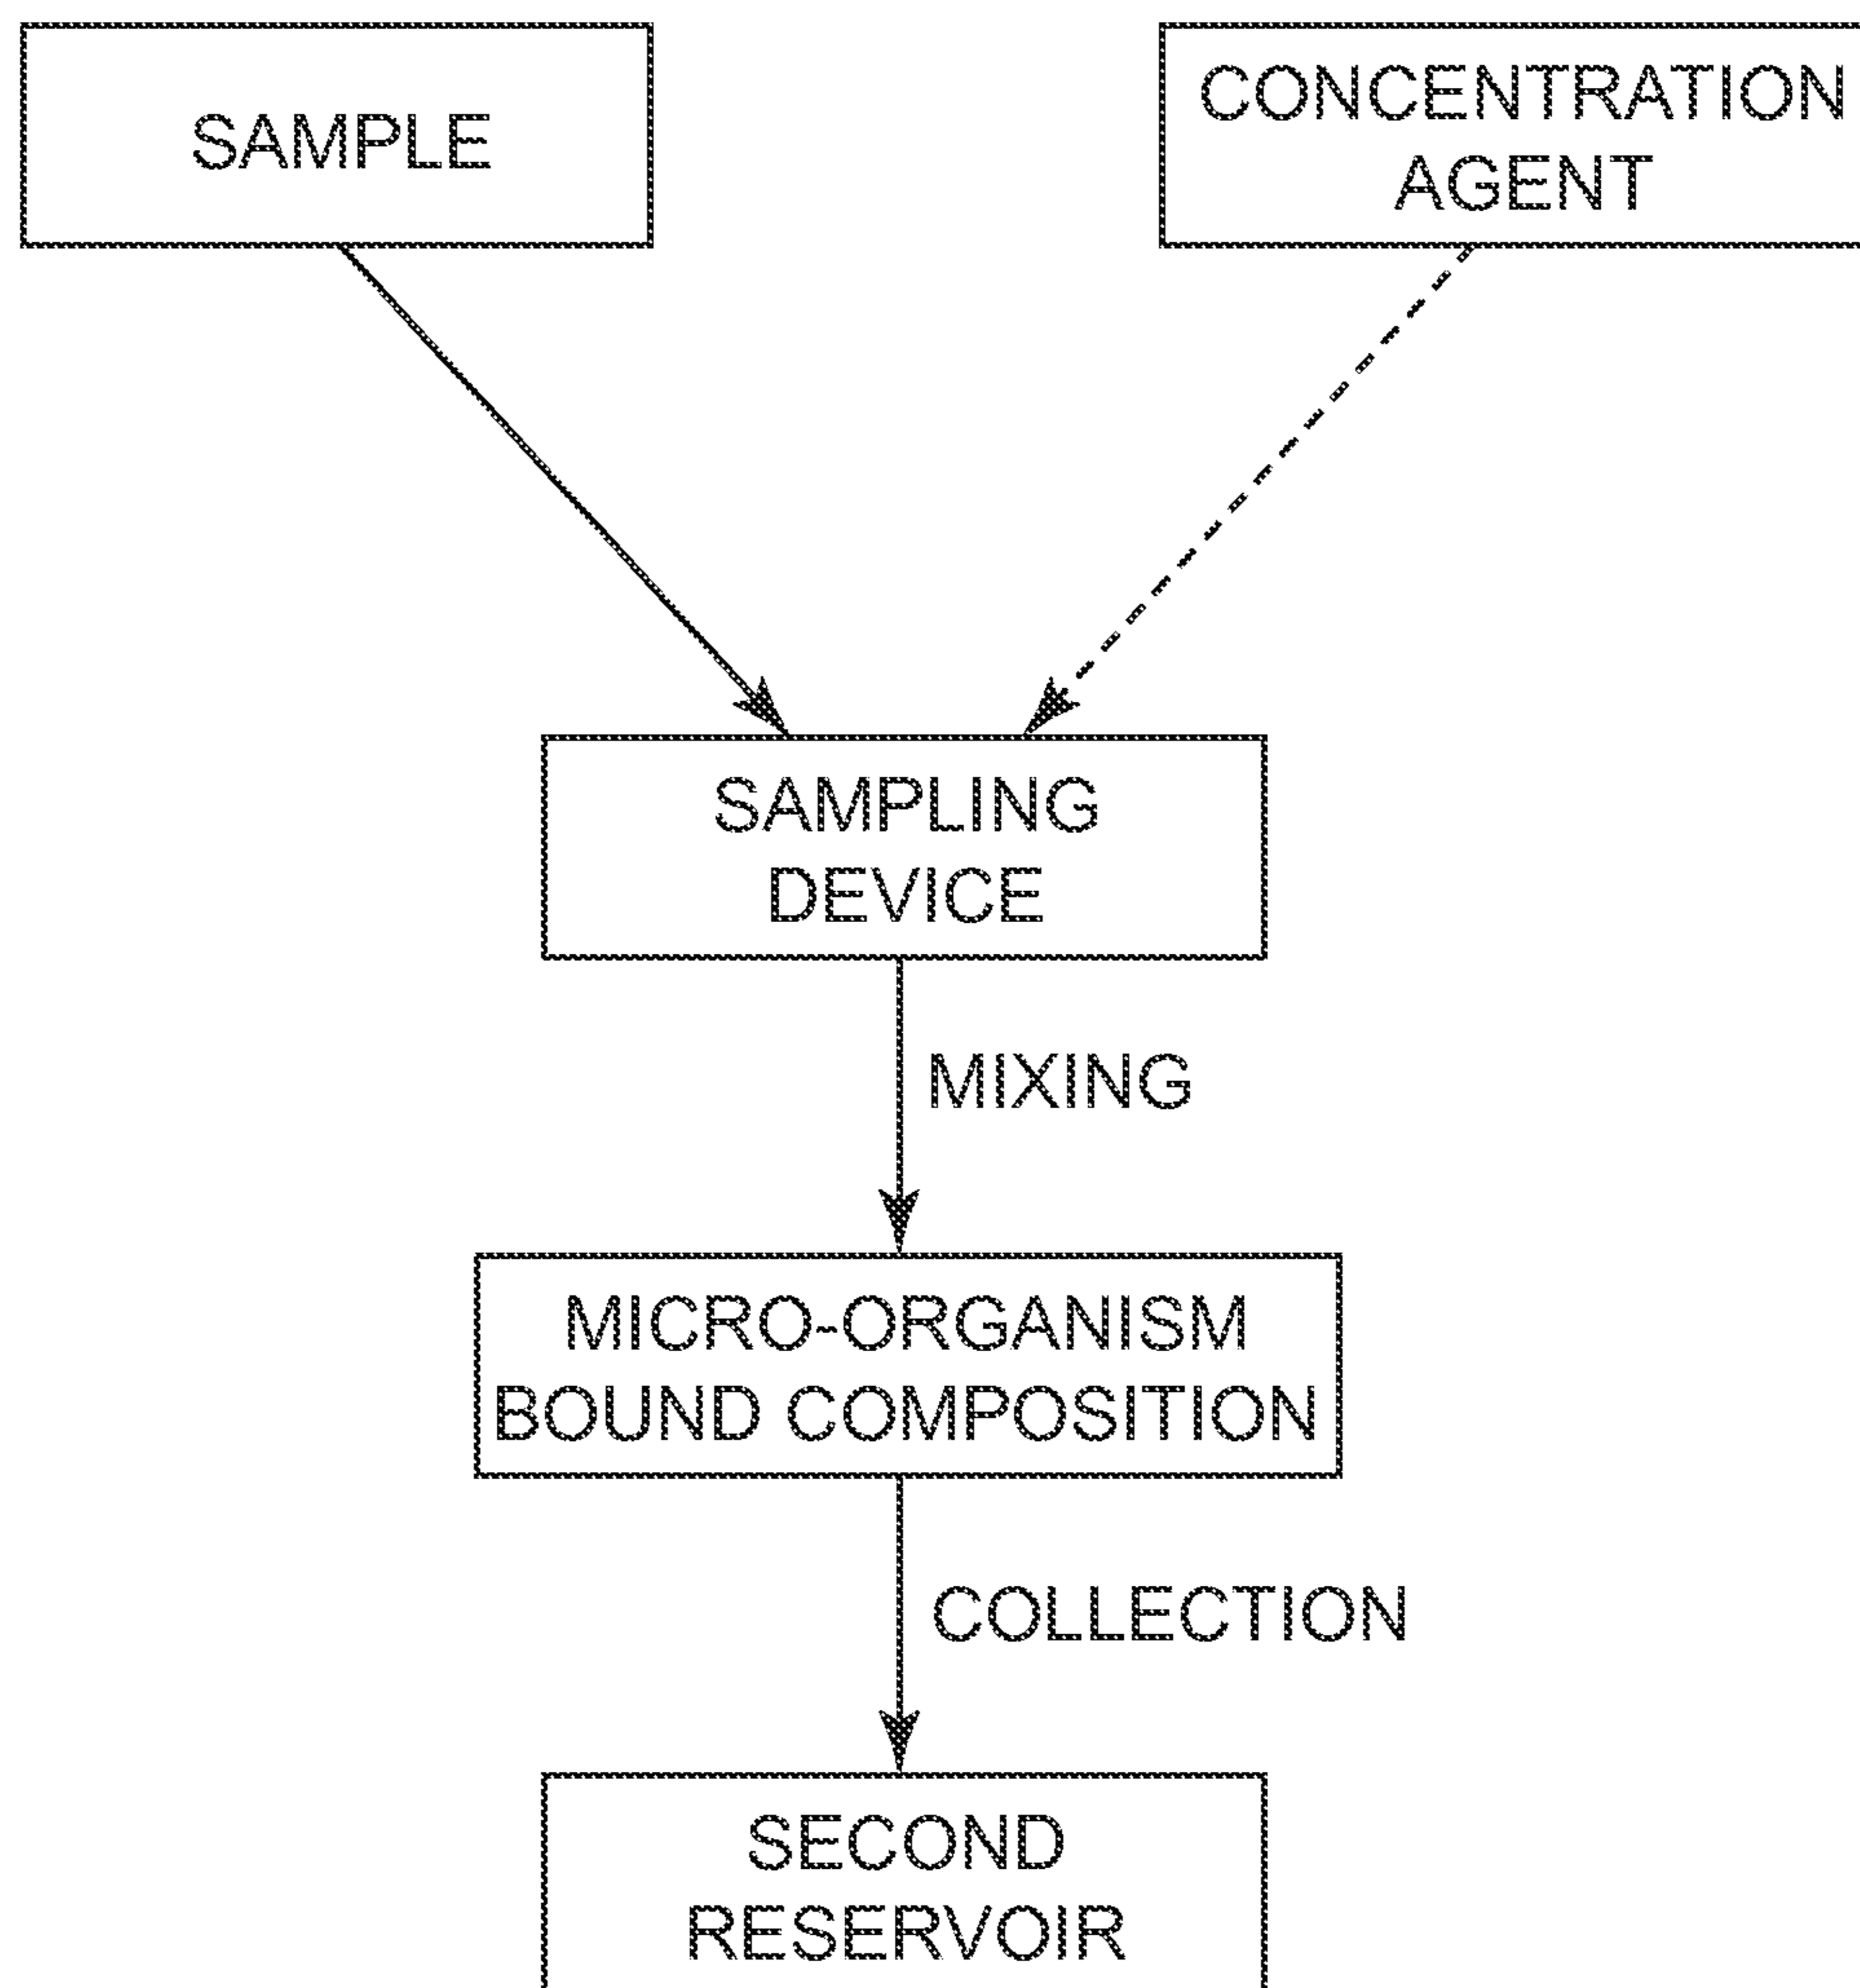 SAMPLE
CONCENTRATION
AGENT
SAMPLING
DEVICE
MIXING
MICRO-ORGANISM
BOUND COMPOSITION
COLLECTION
SECOND
RESERVOIR